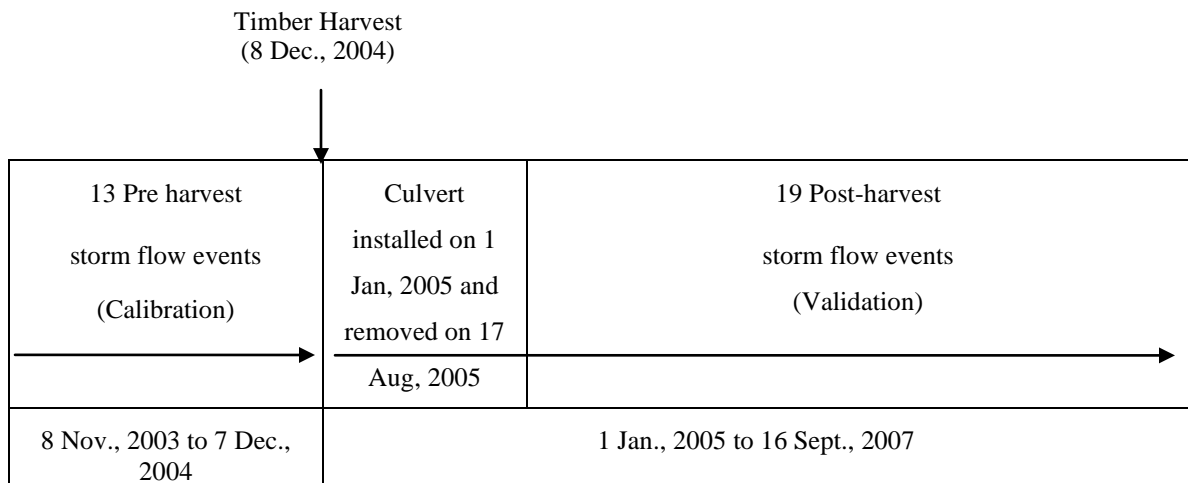 Timber Harvest
(8 Dec., 2004)
13 Pre harvest
storm flow events
(Calibration)
Culvert
installed on 1
Jan, 2005 and
removed on 17
Aug, 2005
19 Post-harvest
storm flow events
(Validation)
8 Nov., 2003 to 7 Dec.,
2004
1 Jan., 2005 to 16 Sept., 2007